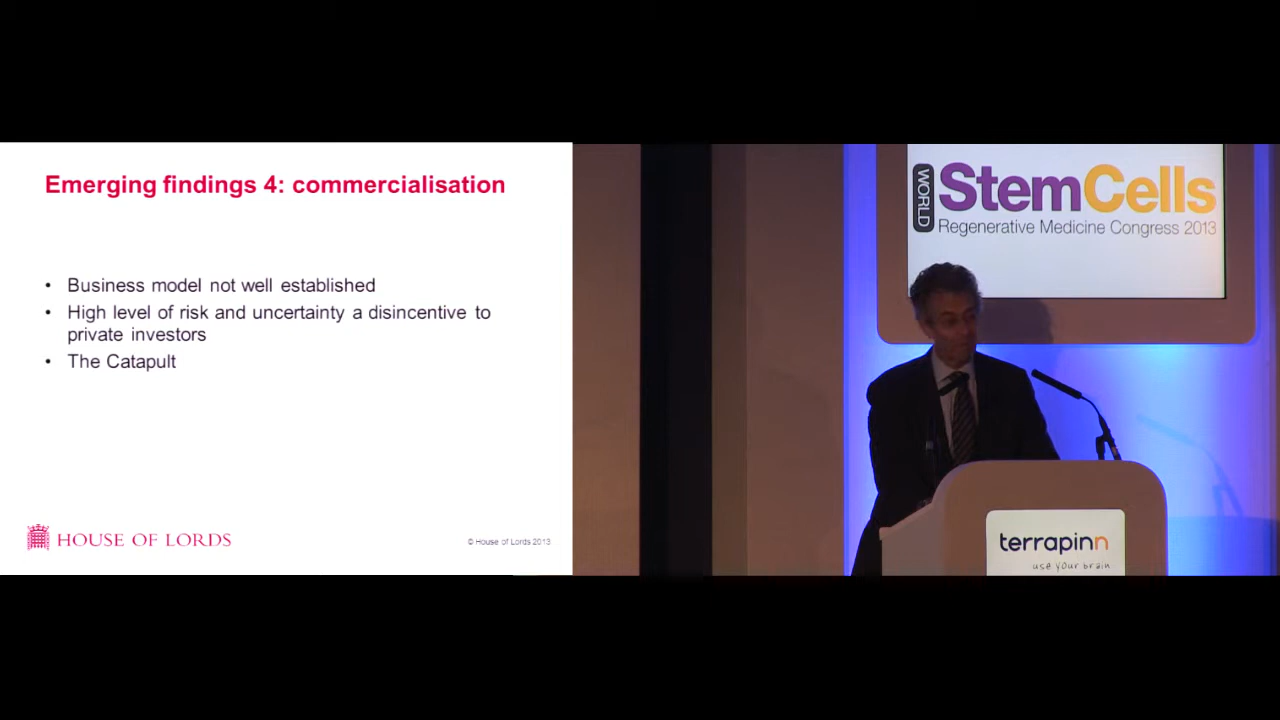 Emerging findings 4: commercialisation
• Business model not well established
• High level of risk and uncertainty a disincentive to
private investors
• The Catapult
HOUSE OF LORDS
© House of Lords 2013
WORLD
StemCells
Regenerative Medicine Congress 2013
terrapinn
use your brain